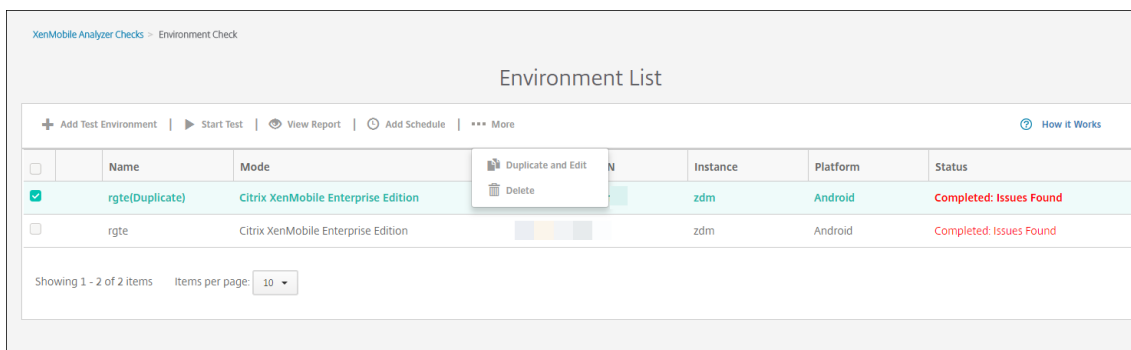 XenMobile Analyzer Checks > Environment Check
Environment List
Add Test Environment | Start Test | View Report | Add Schedule | ••• More
How it Works
Name Mode N Instance Platform Status
Duplicate and Edit
Delete
rgte(Duplicate) Citrix XenMobile Enterprise Edition zdm Android Completed: Issues Found
rgte Citrix XenMobile Enterprise Edition zdm Android Completed: Issues Found
Showing 1 - 2 of 2 items Items per page: 10